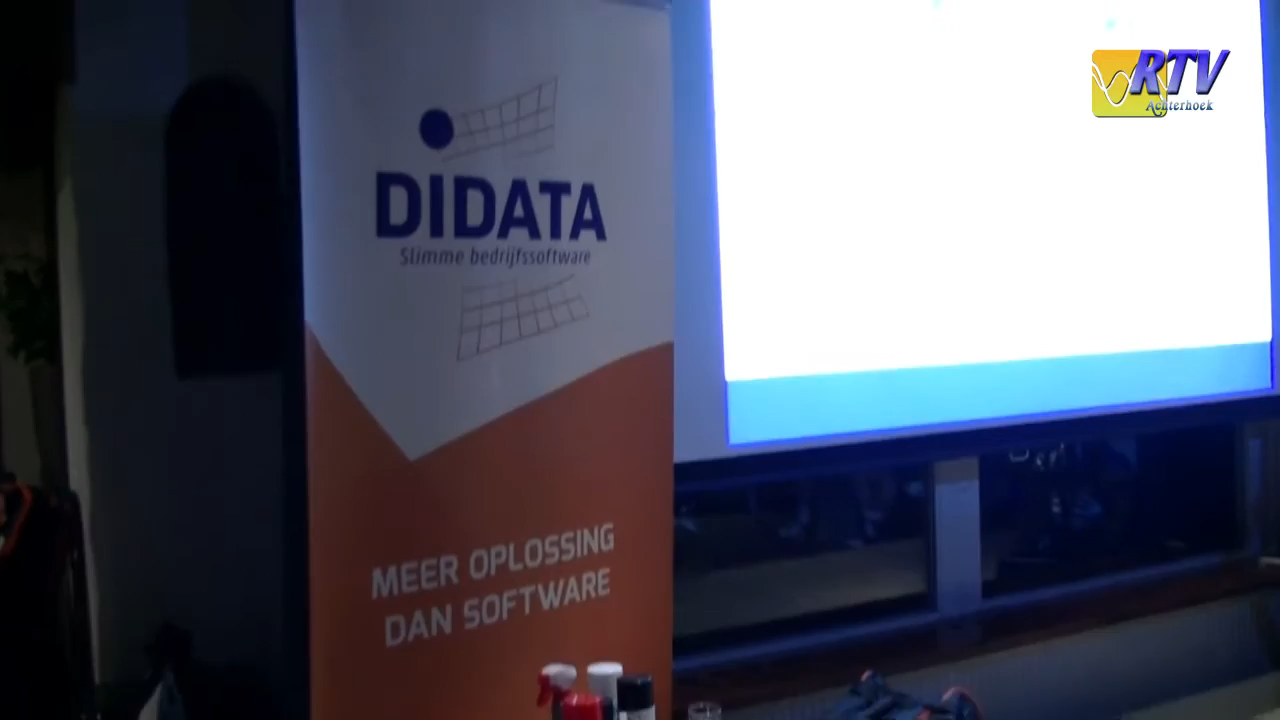 DIDATA
Slimme bedrijfssoftware
MEER OPLOSSING
DAN SOFTWARE
RTV
Achterhoek